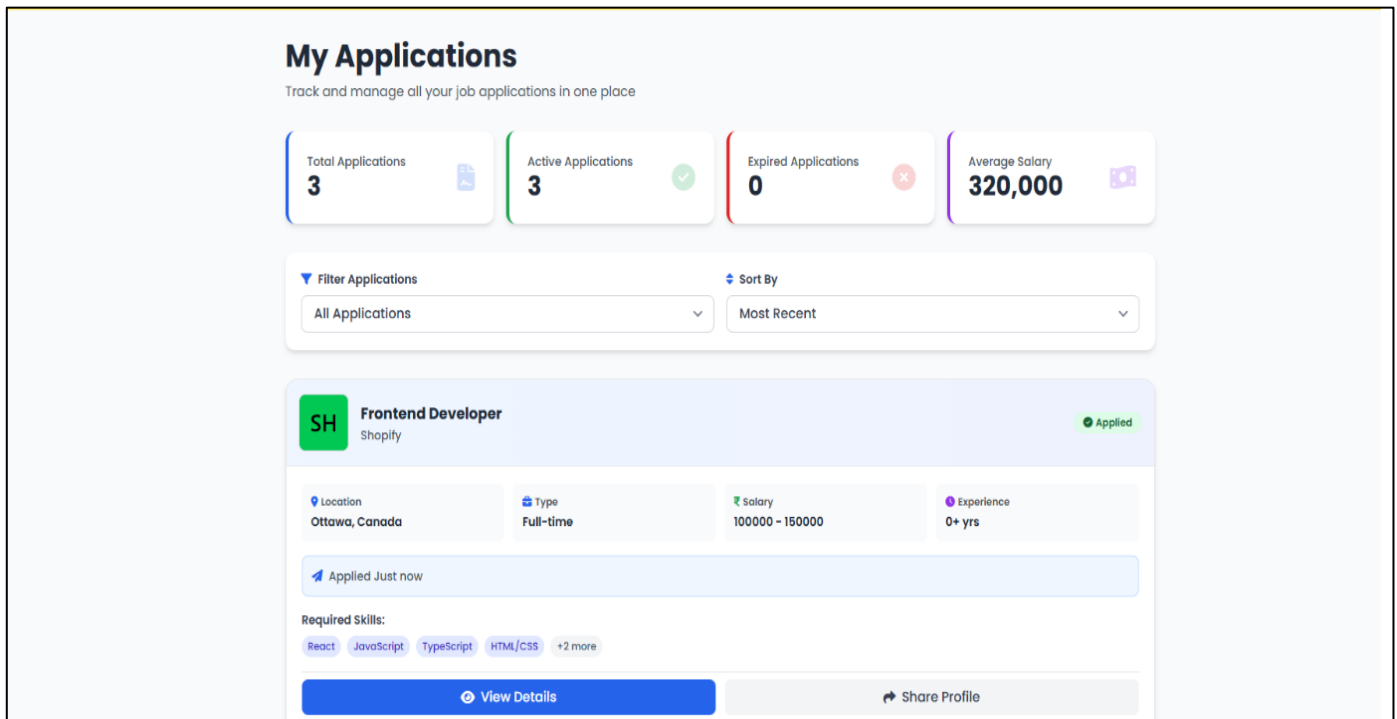 My Applications
Track and manage all your job applications in one place
Total Applications
3
Active Applications
3
Expired Applications
0
Average Salary
320,000
Filter Applications
All Applications
Sort By
Most Recent
SH
Frontend Developer
Shopify
Applied
Location
Ottawa, Canada
Type
Full-time
₹ Salary
100000 - 150000
Experience
0+ yrs
Applied Just now
Required Skills:
React JavaScript TypeScript HTML/CSS +2 more
View Details
Share Profile